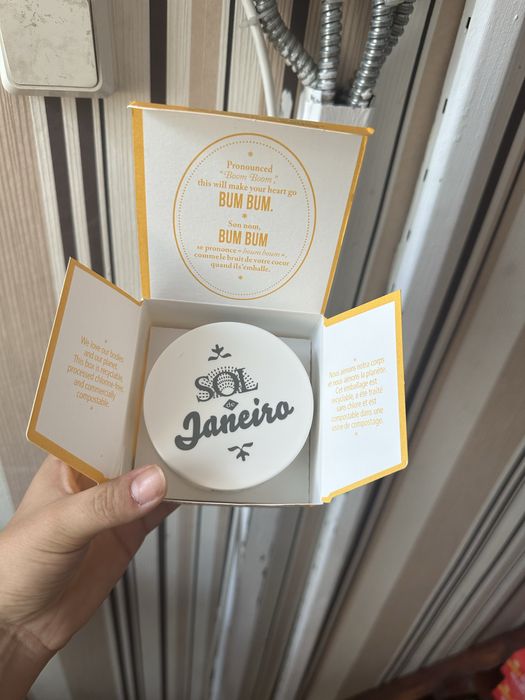 Pronounced
"Boom Boom,"
this will make your heart go
BUM BUM.
Son nom,
BUM BUM
se prononce « boum boum »,
comme le bruit de votre coeur
quand ils'emballe.
We love our bodies
and our planet.
This box is recyclable,
processed chlorine-free,
and commercially
compostable.
SOL
de
Janeiro
Nous aimons notre corps
et nous aimons la planète.
Cet emballage est
recyclable, a été traité
sans chlore et est
compostable dans une
usine de compostage.